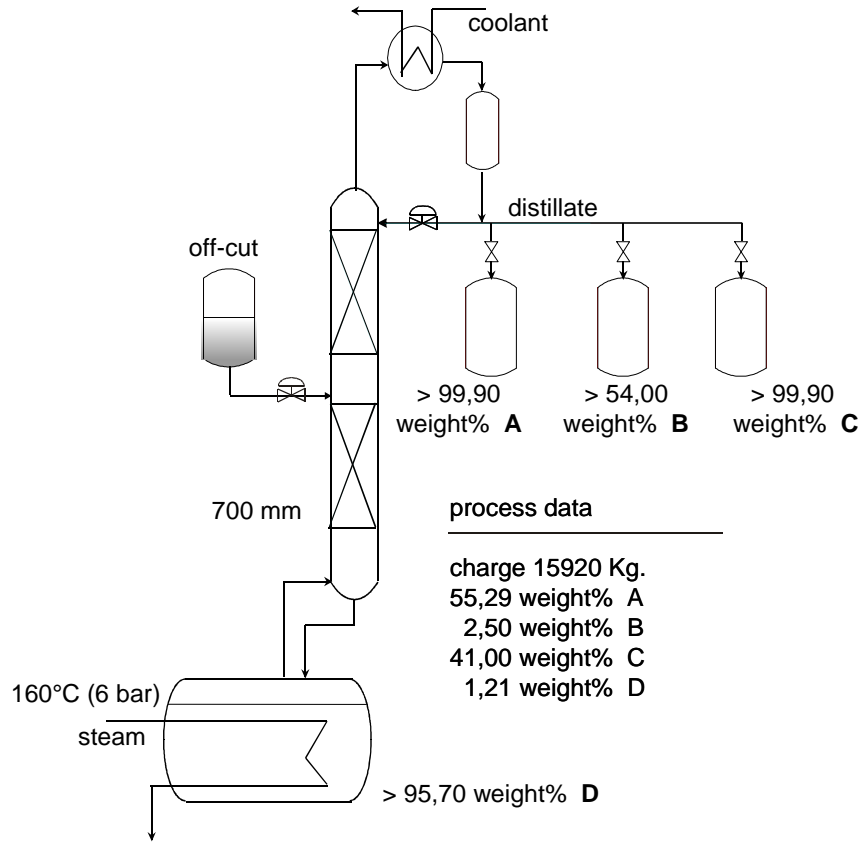 coolant
distillate
off-cut
> 99,90
weight% A
> 54,00
weight% B
> 99,90
weight% C
700 mm
process data
charge 15920 Kg.
55,29 weight% A
2,50 weight% B
41,00 weight% C
1,21 weight% D
160°C (6 bar)
steam
> 95,70 weight% D